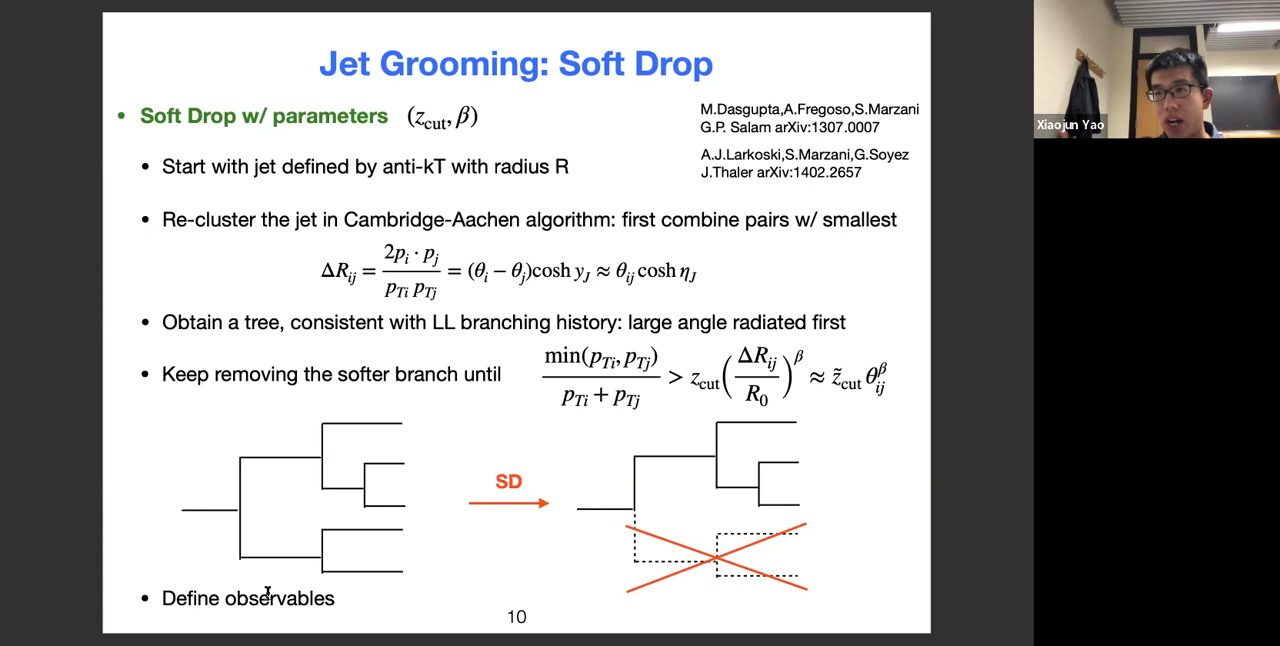 Jet Grooming: Soft Drop
• Soft Drop w/ parameters (z_cut, β)
M.Dasgupta,A.Fregoso,S.Marzani
G.P. Salam arXiv:1307.0007
• Start with jet defined by anti-kT with radius R
A.J.Larkoski,S.Marzani,G.Soyez
J.Thaler arXiv:1402.2657
• Re-cluster the jet in Cambridge-Aachen algorithm: first combine pairs w/ smallest
ΔR_ij = 2p_i · p_j / p_Ti p_Tj = (θ_i − θ_j)cosh y_J ≈ θ_ij cosh η_J
• Obtain a tree, consistent with LL branching history: large angle radiated first
• Keep removing the softer branch until min(p_Ti, p_Tj) / p_Ti + p_Tj > z_cut (ΔR_ij / R_0)^β ≈ z̃_cut θ_ij^β
SD
• Define observables
10
Xiaojun Yao